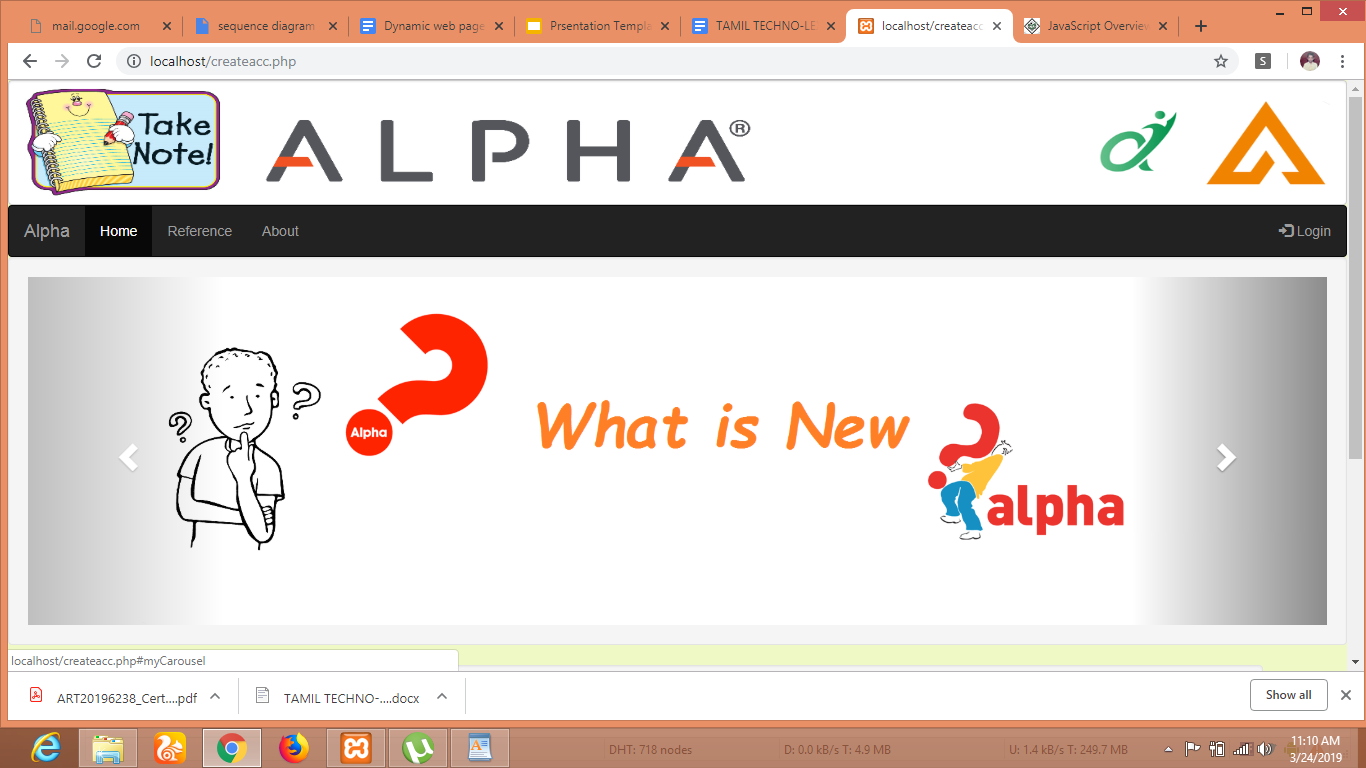 mail.google.com
sequence diagram
Dynamic web page
Prsentation Templa
TAMIL TECHNO-LE
localhost/createacc
JavaScript Overview
localhost/createacc.php
S
Take
Note!
ALPHA®
Alpha
Home
Reference
About
Login
?
Alpha
? ?
What is New
alpha
localhost/createacc.php#myCarousel
ART20196238_Cert....pdf
TAMIL TECHNO-....docx
Show all
DHT: 718 nodes
D: 0.0 kB/s T: 4.9 MB
U: 1.4 kB/s T: 249.7 MB
11:10 AM
3/24/2019